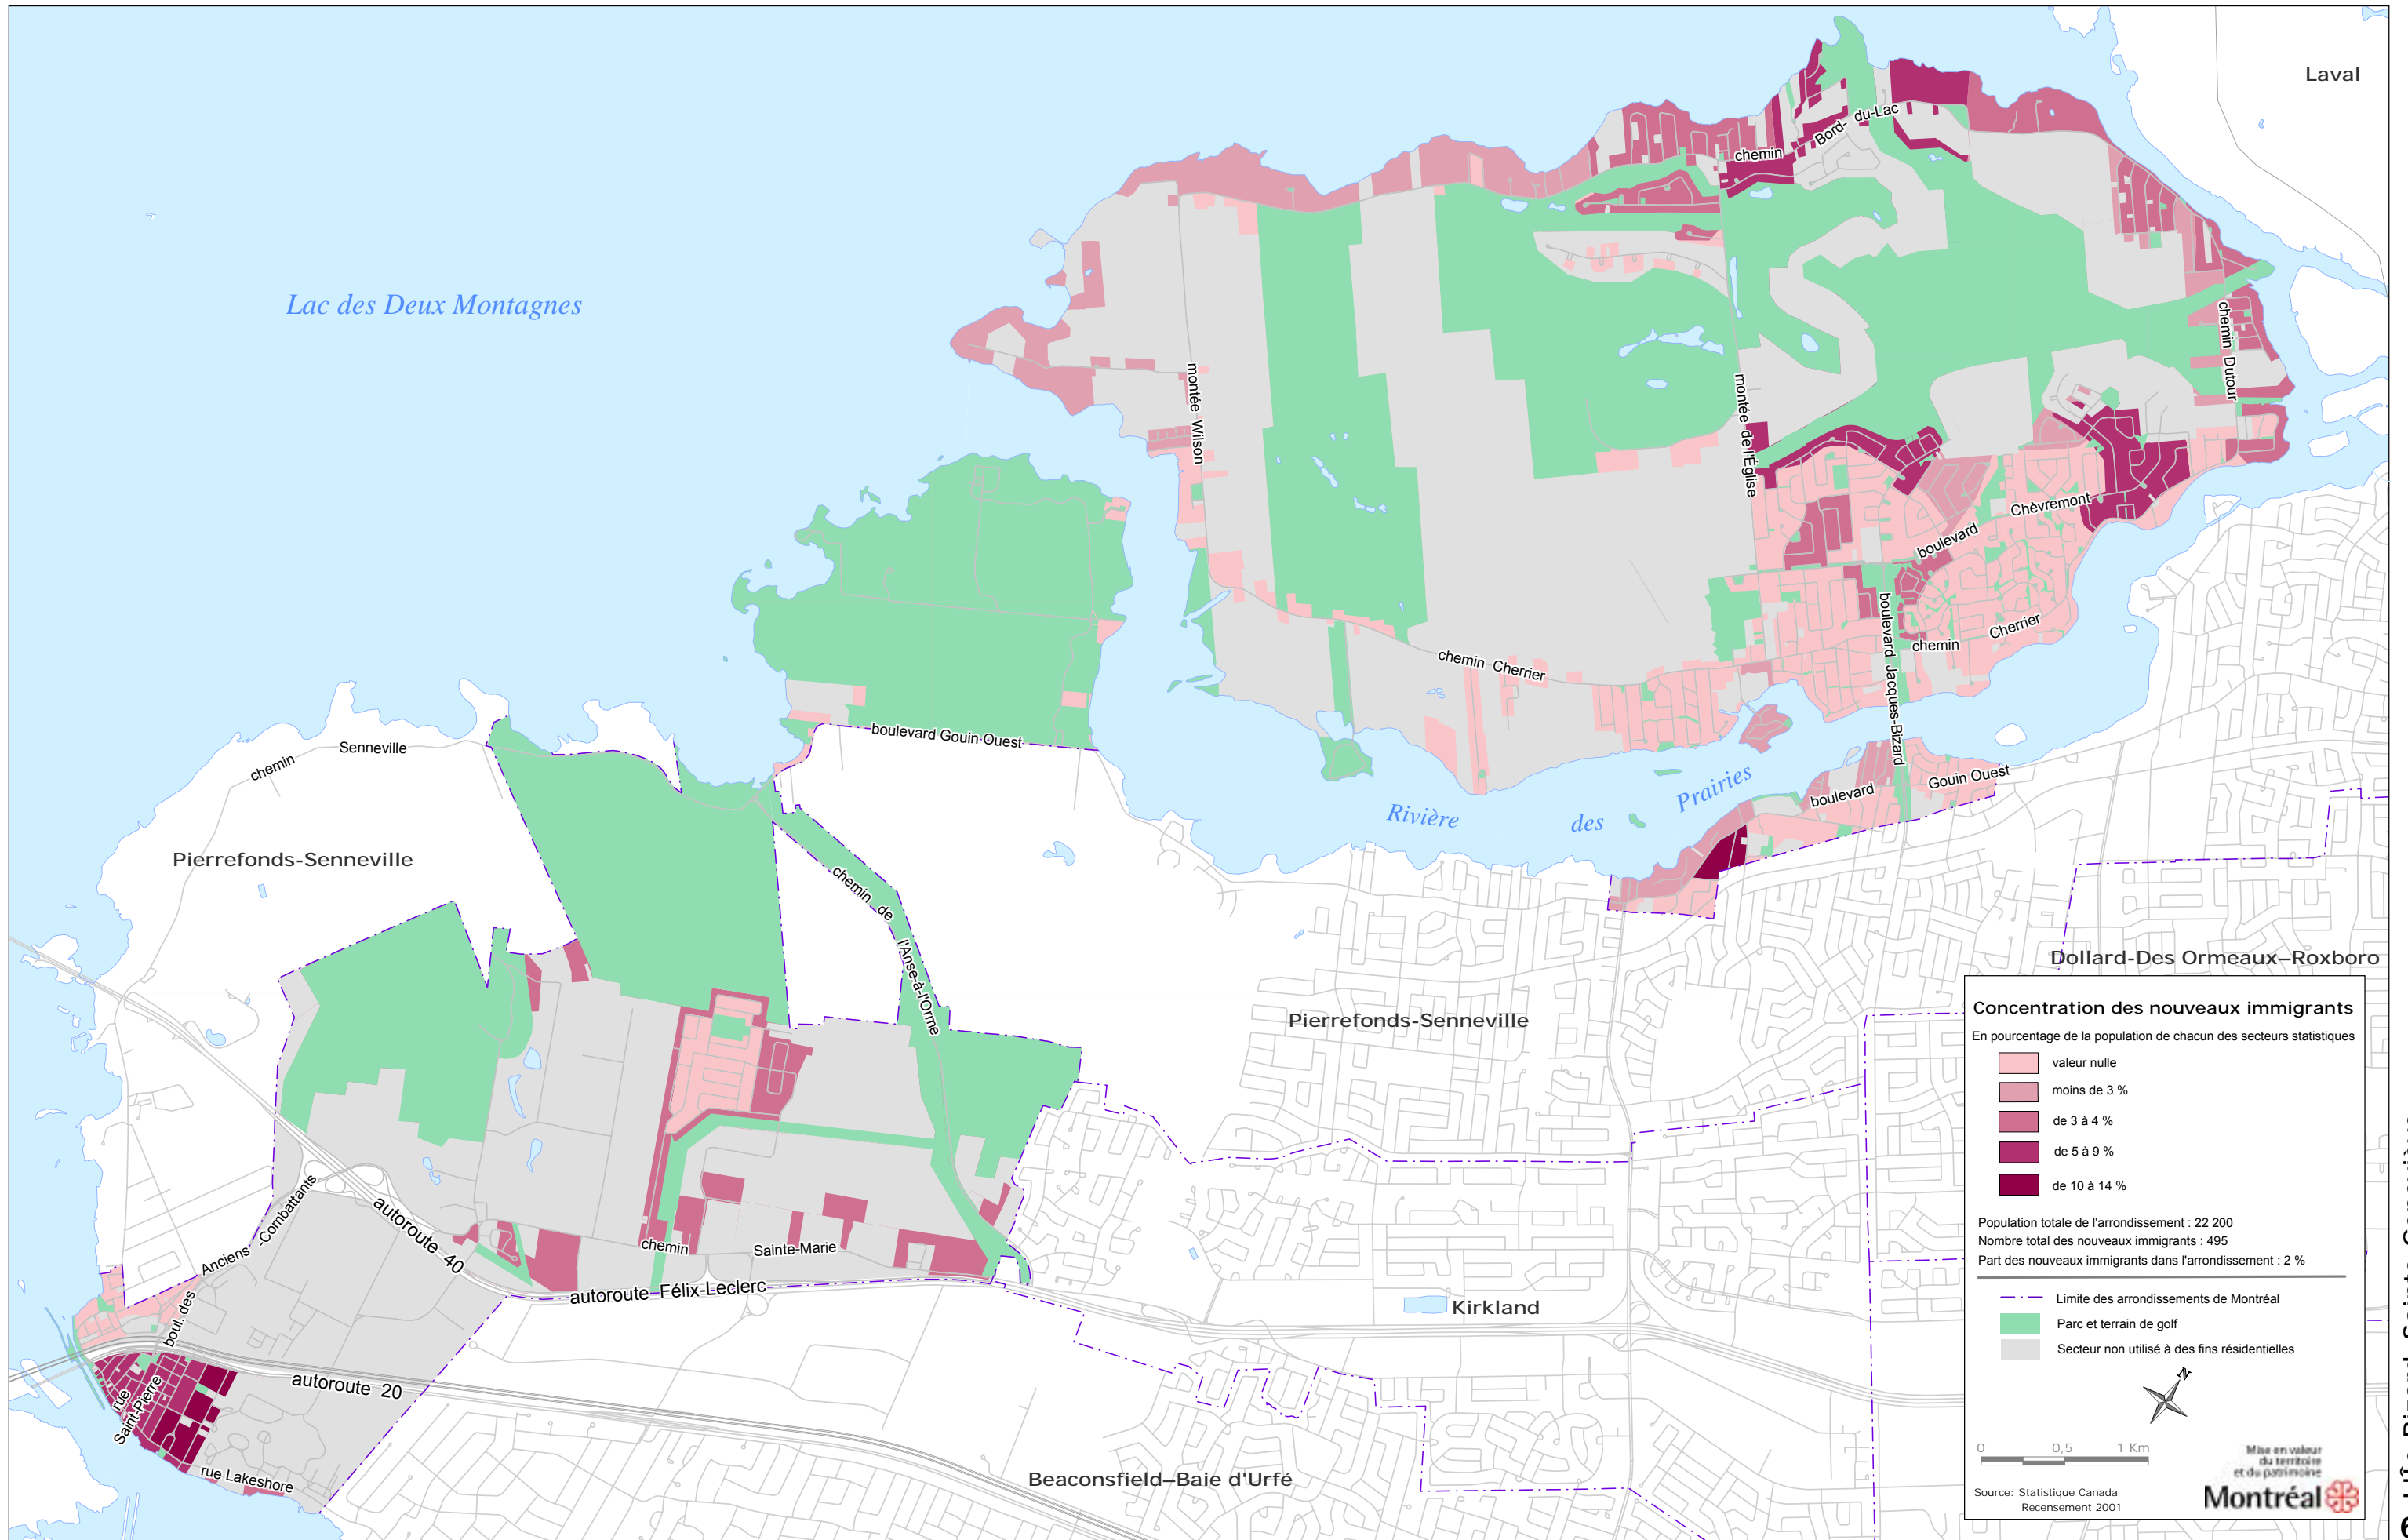 Laval
Bord- du-Lac
chemin
Lac des Deux Montagnes
chemin Dutour
montée Wilson
montée de l'Église
Chèvremont
boulevard
boulevard Jacques-Bizard
Cherrier
chemin
chemin Cherrier
boulevard Gouin Ouest
Senneville
chemin
Gouin Ouest
boulevard
Prairies
Rivière
des
Pierrefonds-Senneville
chemin de l'Anse-à-l'Orme
Dollard-Des Ormeaux–Roxboro
Pierrefonds-Senneville
Anciens -Combattants
boul. des
autoroute 40
chemin Sainte-Marie
autoroute Félix-Leclerc
Kirkland
autoroute 20
rue Saint-Pierre
rue Lakeshore
Beaconsfield–Baie d'Urfé
Concentration des nouveaux immigrants
En pourcentage de la population de chacun des secteurs statistiques
valeur nulle
moins de 3 %
de 3 à 4 %
de 5 à 9 %
de 10 à 14 %
Population totale de l'arrondissement : 22 200
Nombre total des nouveaux immigrants : 495
Part des nouveaux immigrants dans l'arrondissement : 2 %
Limite des arrondissements de Montréal
Parc et terrain de golf
Secteur non utilisé à des fins résidentielles
N
0 0,5 1 Km
Mise en valeur
du territoire
et du patrimoine
Source: Statistique Canada
Recensement 2001
Montréal